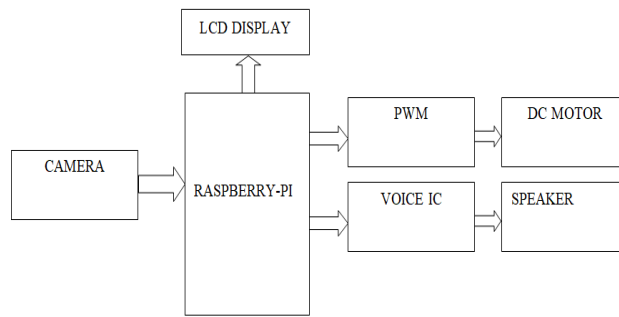 LCD DISPLAY
PWM
DC MOTOR
CAMERA
RASPBERRY-PI
VOICE IC
SPEAKER